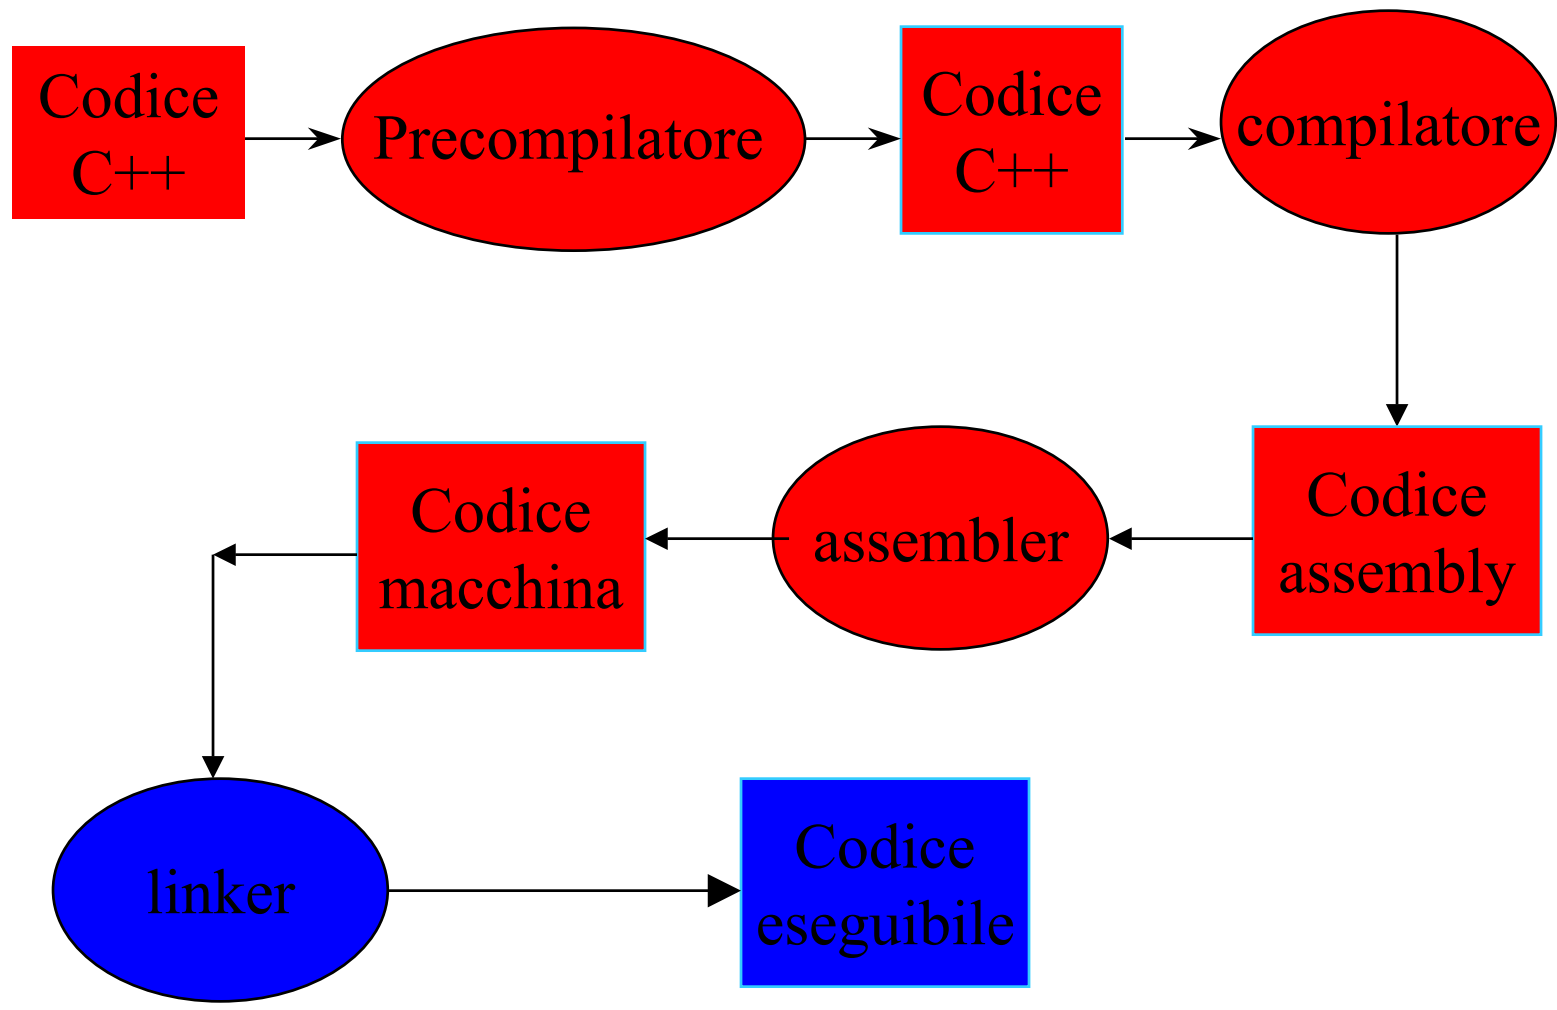 Codice
C++
Precompilatore
Codice
C++
compilatore
Codice
assembly
assembler
Codice
macchina
linker
Codice
eseguibile